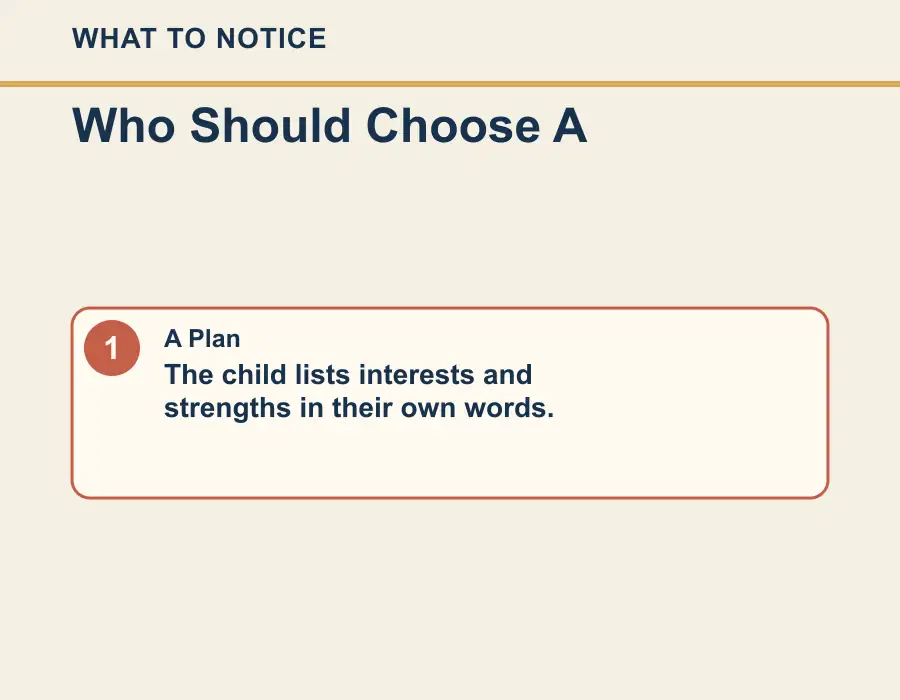 WHAT TO NOTICE
Who Should Choose A
1
A Plan
The child lists interests and
strengths in their own words.